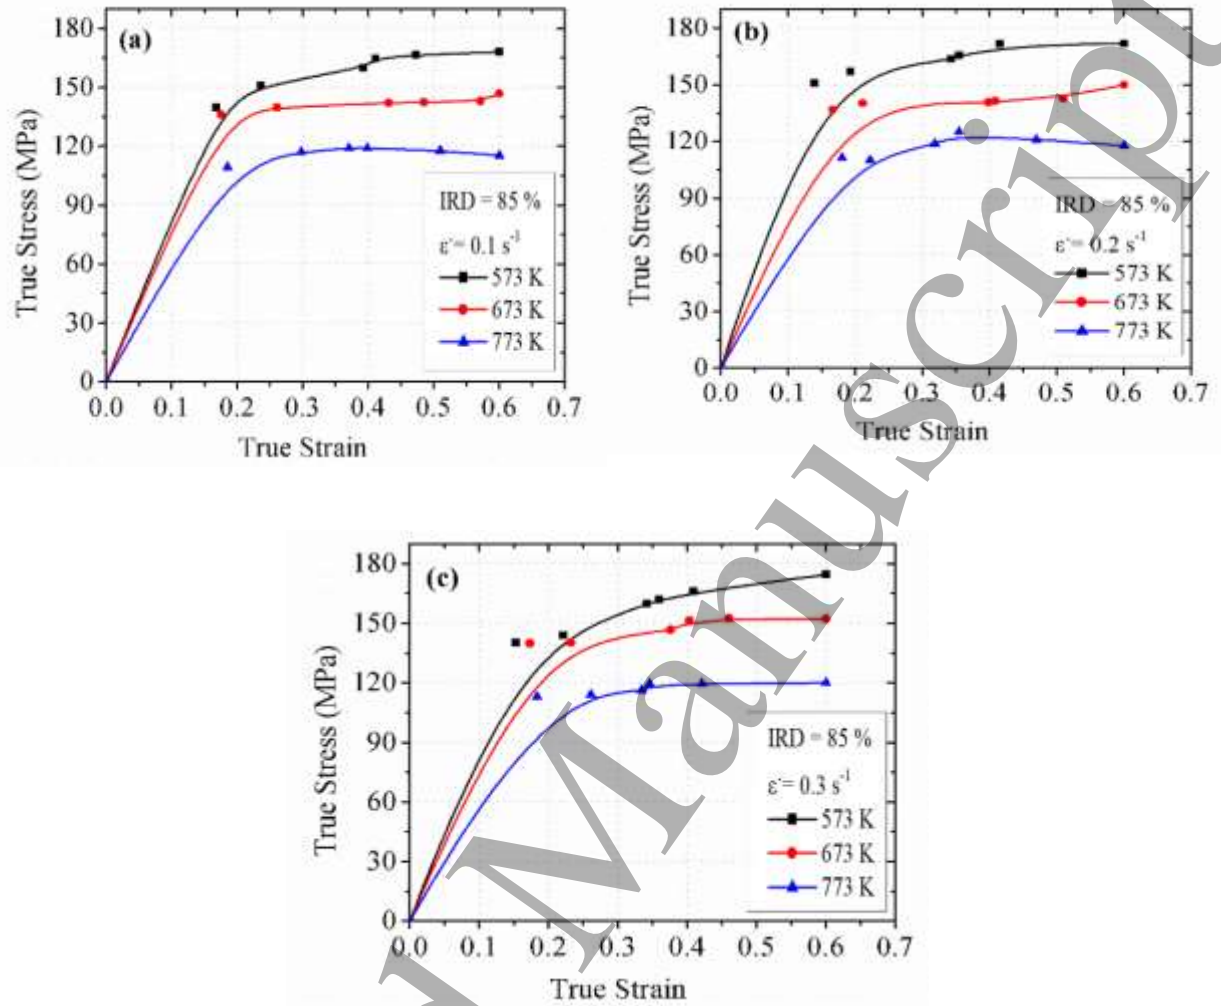 (a)
180
150
120
90
60
30
0
True Stress (MPa)
IRD = 85 %
ε˙= 0.1 s⁻¹
573 K
673 K
773 K
0.0 0.1 0.2 0.3 0.4 0.5 0.6 0.7
True Strain
(b)
180
150
120
90
60
30
0
True Stress (MPa)
IRD = 85 %
ε˙= 0.2 s⁻¹
573 K
673 K
773 K
0.0 0.1 0.2 0.3 0.4 0.5 0.6 0.7
True Strain
(c)
180
150
120
90
60
30
0
True Stress (MPa)
IRD = 85 %
ε˙= 0.3 s⁻¹
573 K
673 K
773 K
0.0 0.1 0.2 0.3 0.4 0.5 0.6 0.7
True Strain
d Manuscript